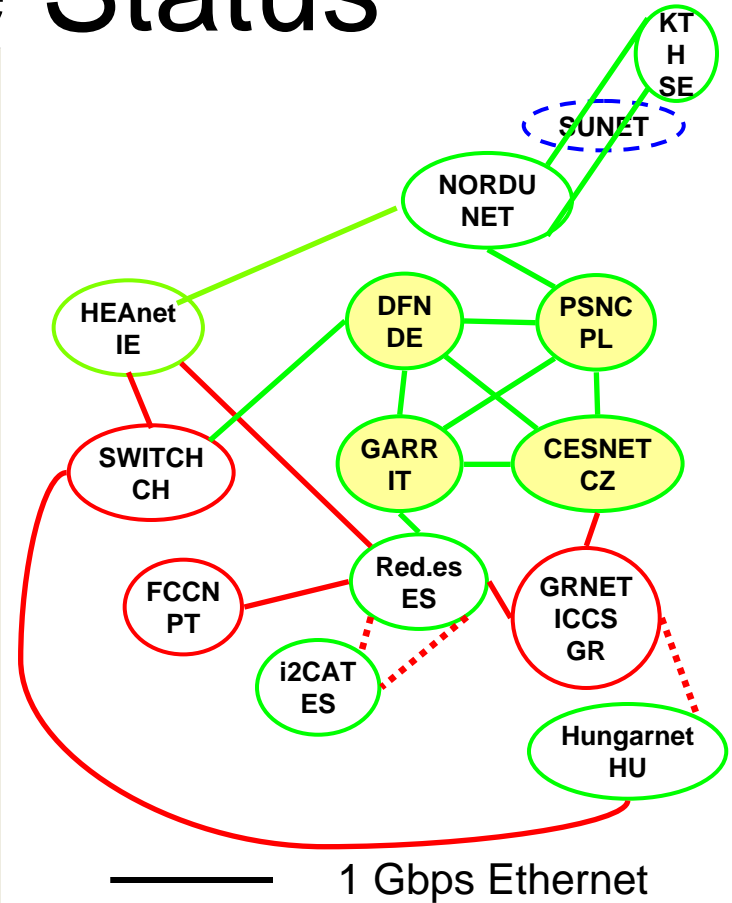 Status
KT
H
SE
SUNET
NORDU
NET
HEAnet
IE
DFN
DE
PSNC
PL
SWITCH
CH
GARR
IT
CESNET
CZ
FCCN
PT
Red.es
ES
GRNET
ICCS
GR
i2CAT
ES
Hungarnet
HU
1 Gbps Ethernet